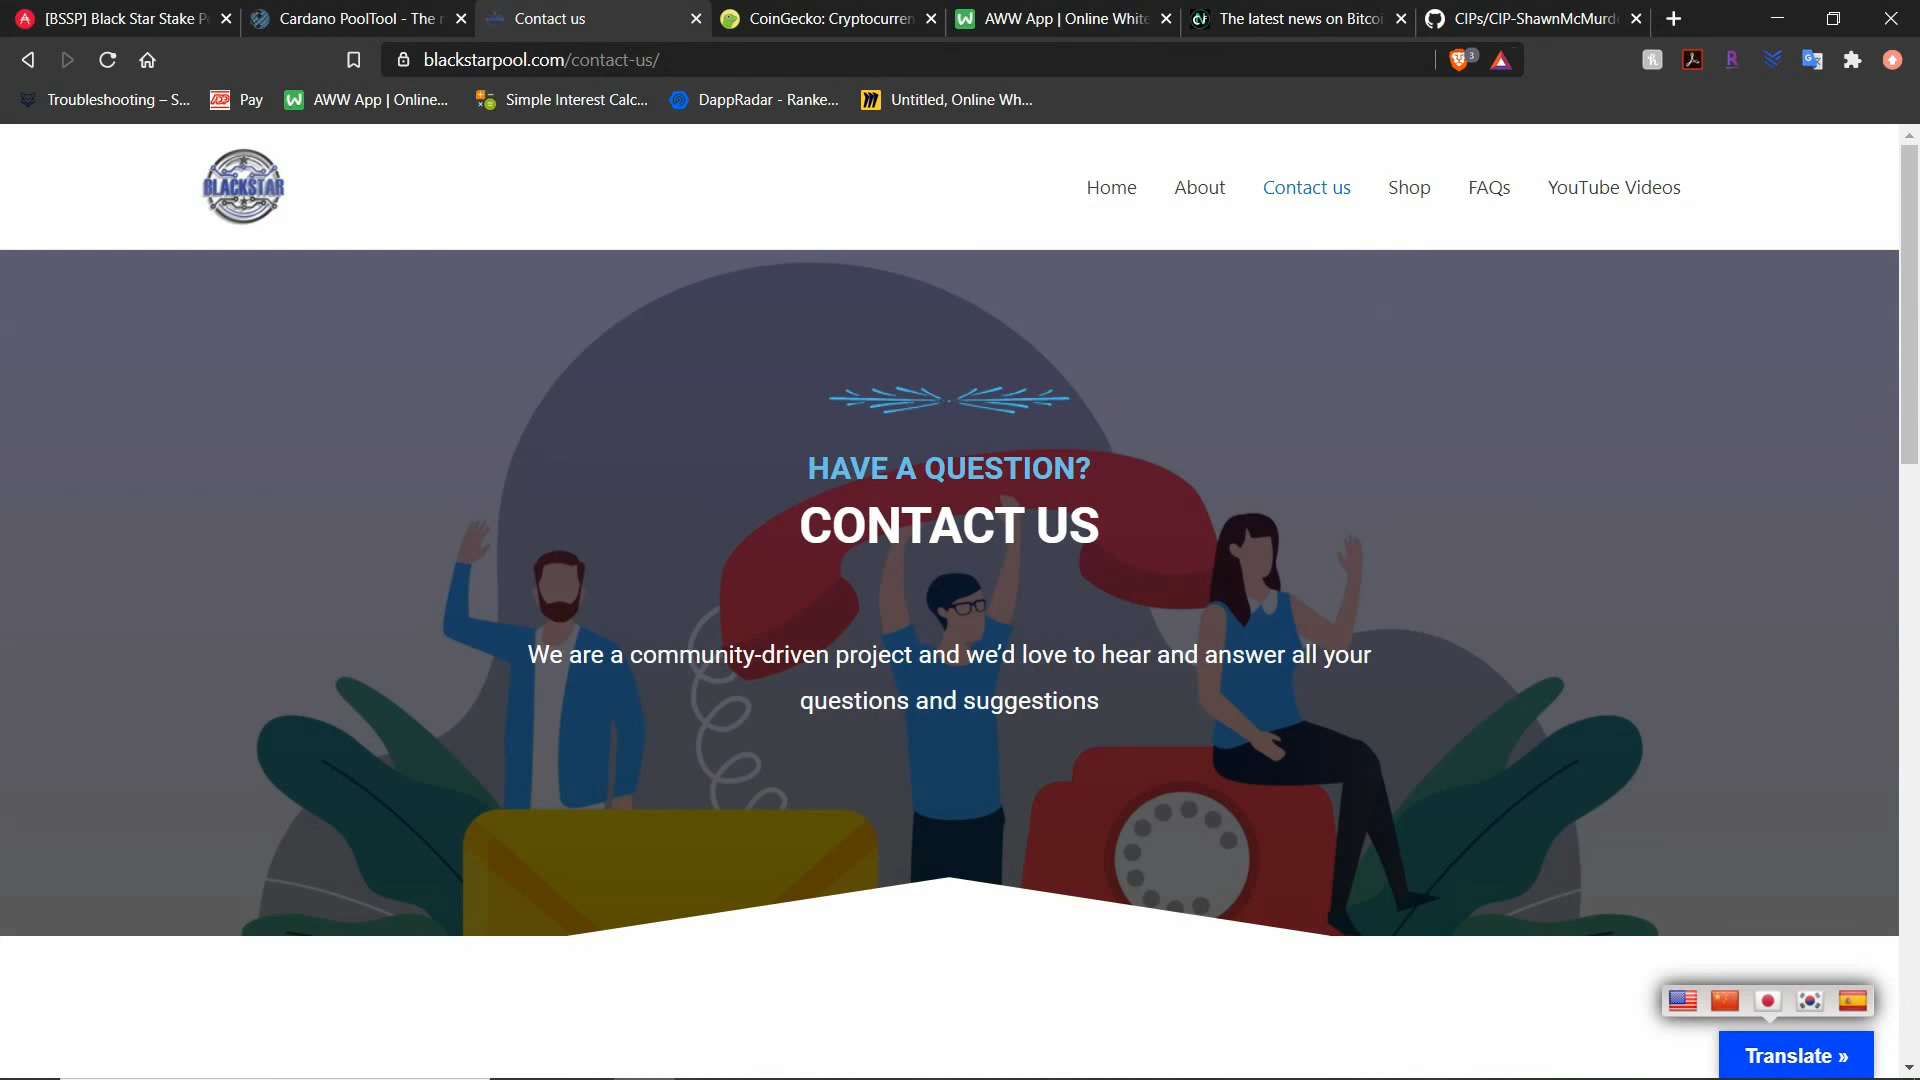 [BSSP] Black Star Stake P
Cardano PoolTool - The r
Contact us
CoinGecko: Cryptocurren
AWW App | Online White
The latest news on Bitcoi
CIPs/CIP-ShawnMcMurdo
blackstarpool.com/contact-us/
3
Troubleshooting – S...
Pay
AWW App | Online...
Simple Interest Calc...
DappRadar - Ranke...
Untitled, Online Wh...
BLACKSTAR
Home
About
Contact us
Shop
FAQs
YouTube Videos
HAVE A QUESTION?
CONTACT US
We are a community-driven project and we’d love to hear and answer all your
questions and suggestions
Translate »